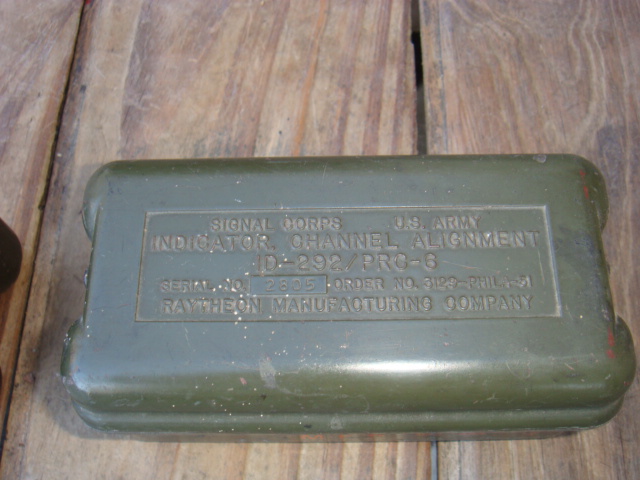 SIGNAL CORPS U.S. ARMY
INDICATOR, CHANNEL ALIGNMENT
ID-292/PRC-6
SERIAL NO. 2805 ORDER NO. 3129-PHILA-51
RAYTHEON MANUFACTURING COMPANY